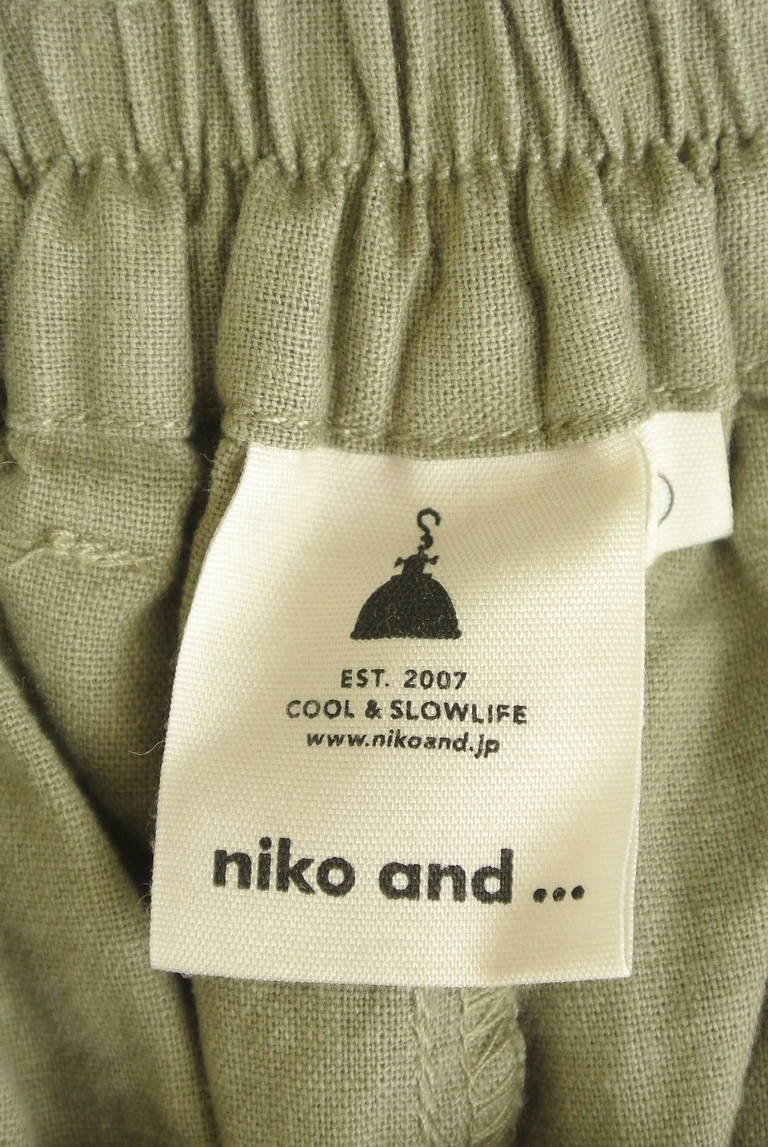 EST. 2007
COOL & SLOWLIFE
www.nikoand.jp
niko and ...